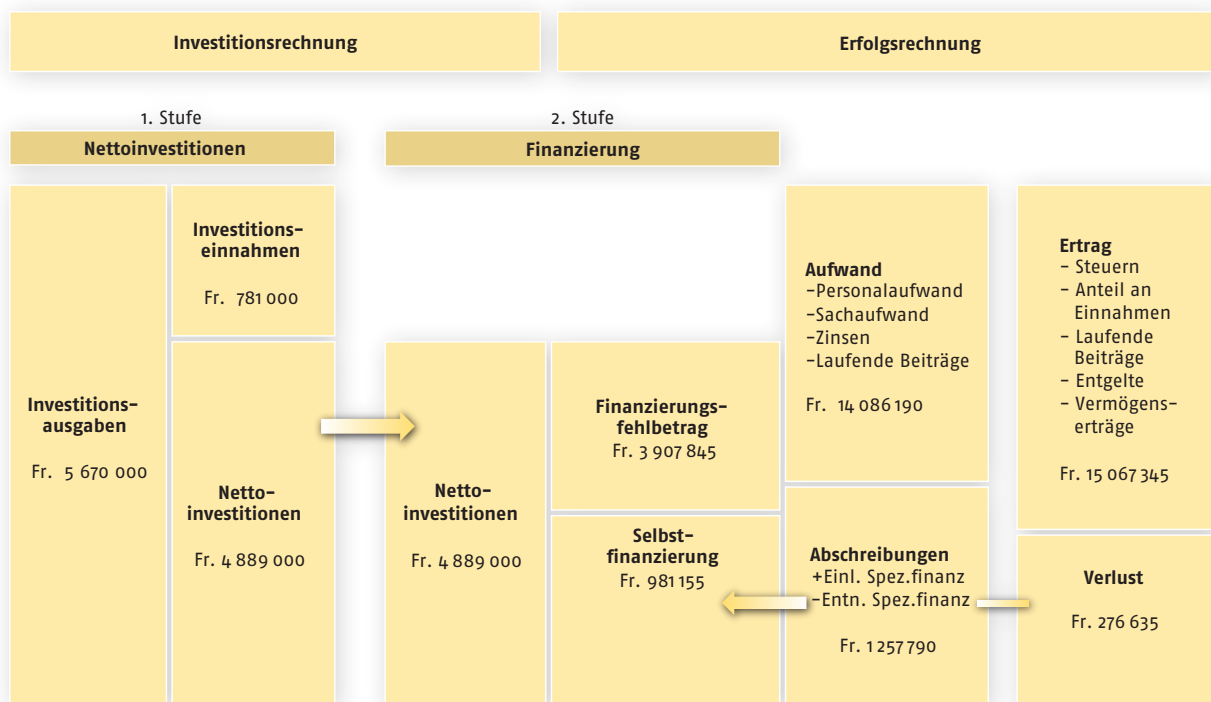 Investitionsrechnung
Erfolgsrechnung
1. Stufe
Nettoinvestitionen
2. Stufe
Finanzierung
Investitions-
ausgaben
Fr. 5 670 000
Investitions-
einnahmen
Fr. 781 000
Netto-
investitionen
Fr. 4 889 000
Netto-
investitionen
Fr. 4 889 000
Finanzierungs-
fehlbetrag
Fr. 3 907 845
Selbst-
finanzierung
Fr. 981 155
Aufwand
-Personalaufwand
-Sachaufwand
-Zinsen
-Laufende Beiträge
Fr. 14 086 190
Abschreibungen
+Einl. Spez.finanz
-Entn. Spez.finanz
Fr. 1 257 790
Ertrag
- Steuern
- Anteil an
Einnahmen
- Laufende
Beiträge
- Entgelte
- Vermögens-
erträge
Fr. 15 067 345
Verlust
Fr. 276 635